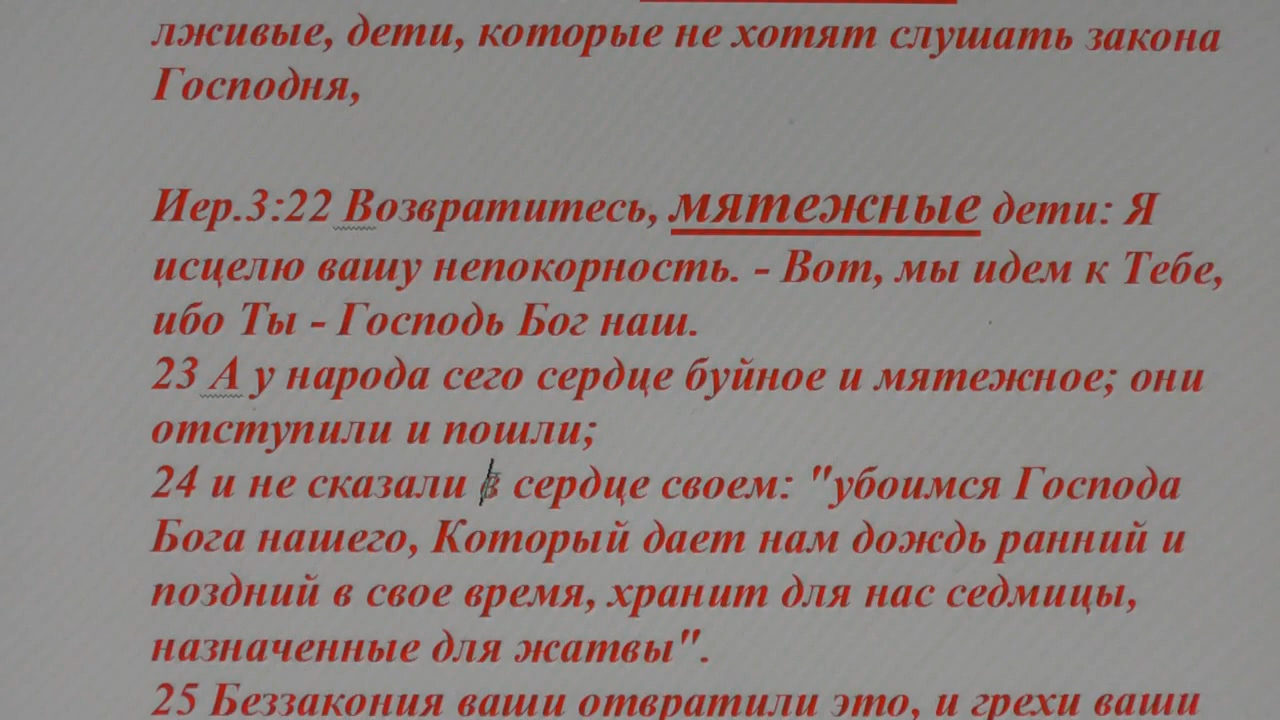 лживые, дети, которые не хотят слушать закона
Господня,
Иер.3:22 Возвратитесь, мятежные дети: Я
исцелю вашу непокорность. - Вот, мы идем к Тебе,
ибо Ты - Господь Бог наш.
23 А у народа сего сердце буйное и мятежное; они
отступили и пошли;
24 и не сказали в сердце своем: "убоимся Господа
Бога нашего, Который дает нам дождь ранний и
поздний в свое время, хранит для нас седмицы,
назначенные для жатвы".
25 Беззакония ваши отвратили это, и грехи ваши